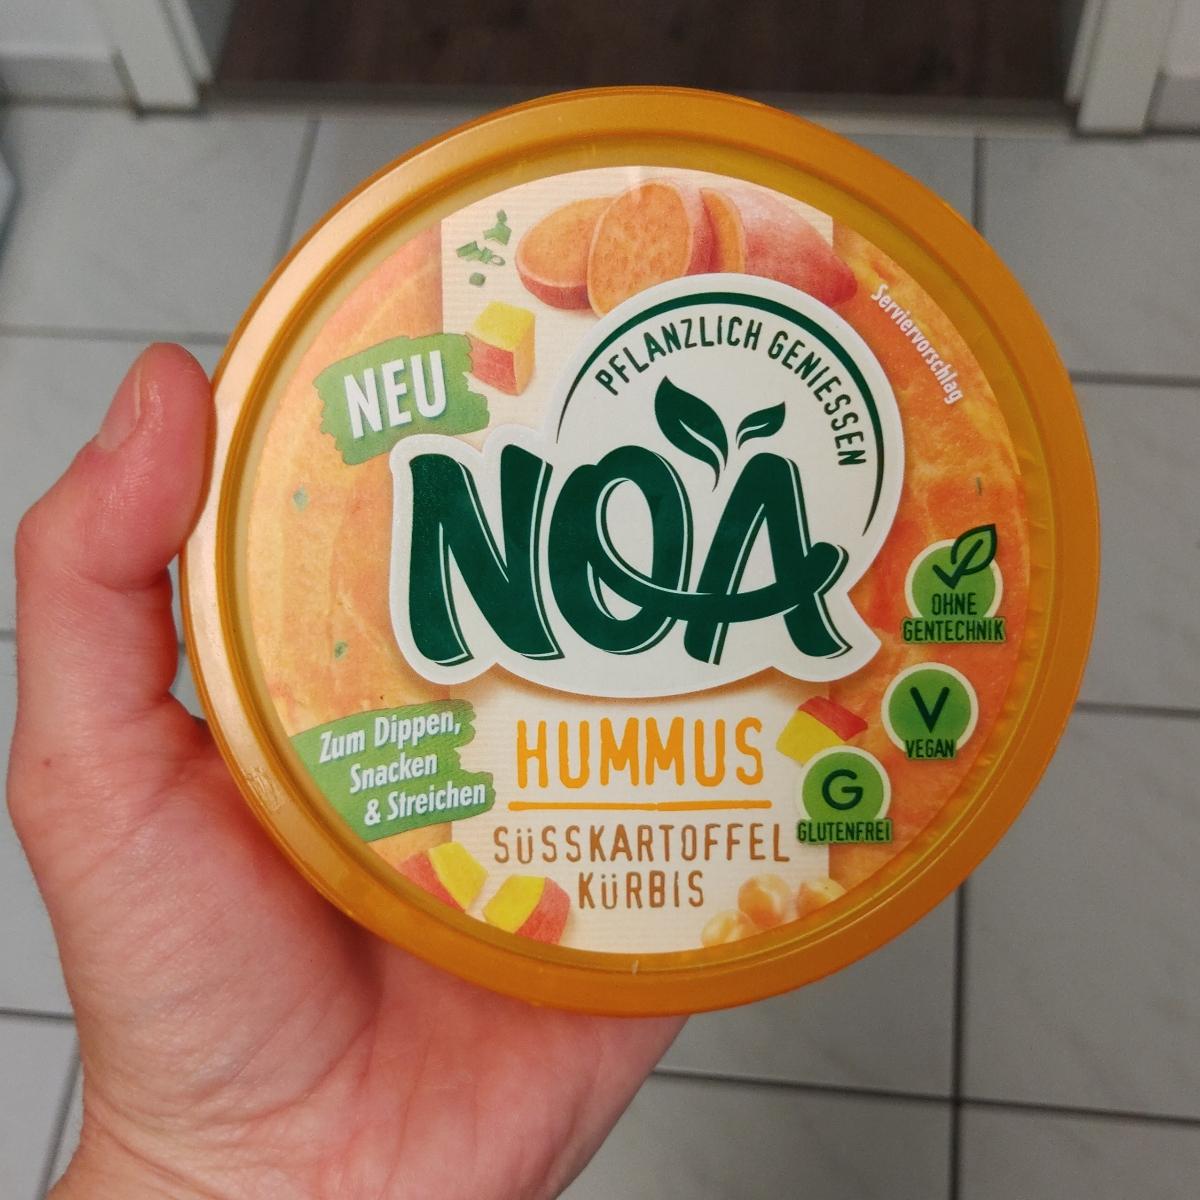 Serviervorschlag
NEU
PFLANZLICH GENIESSEN
NOA
OHNE
GENTECHNIK
V
VEGAN
G
GLUTENFREI
Zum Dippen,
Snacken
& Streichen
HUMMUS
SÜSSKARTOFFEL
KÜRBIS